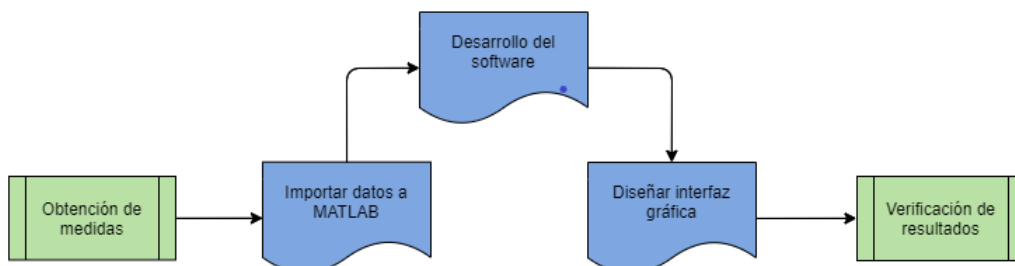 Desarrollo del
software
Obtención de
medidas
Importar datos a
MATLAB
Diseñar interfaz
gráfica
Verificación de
resultados